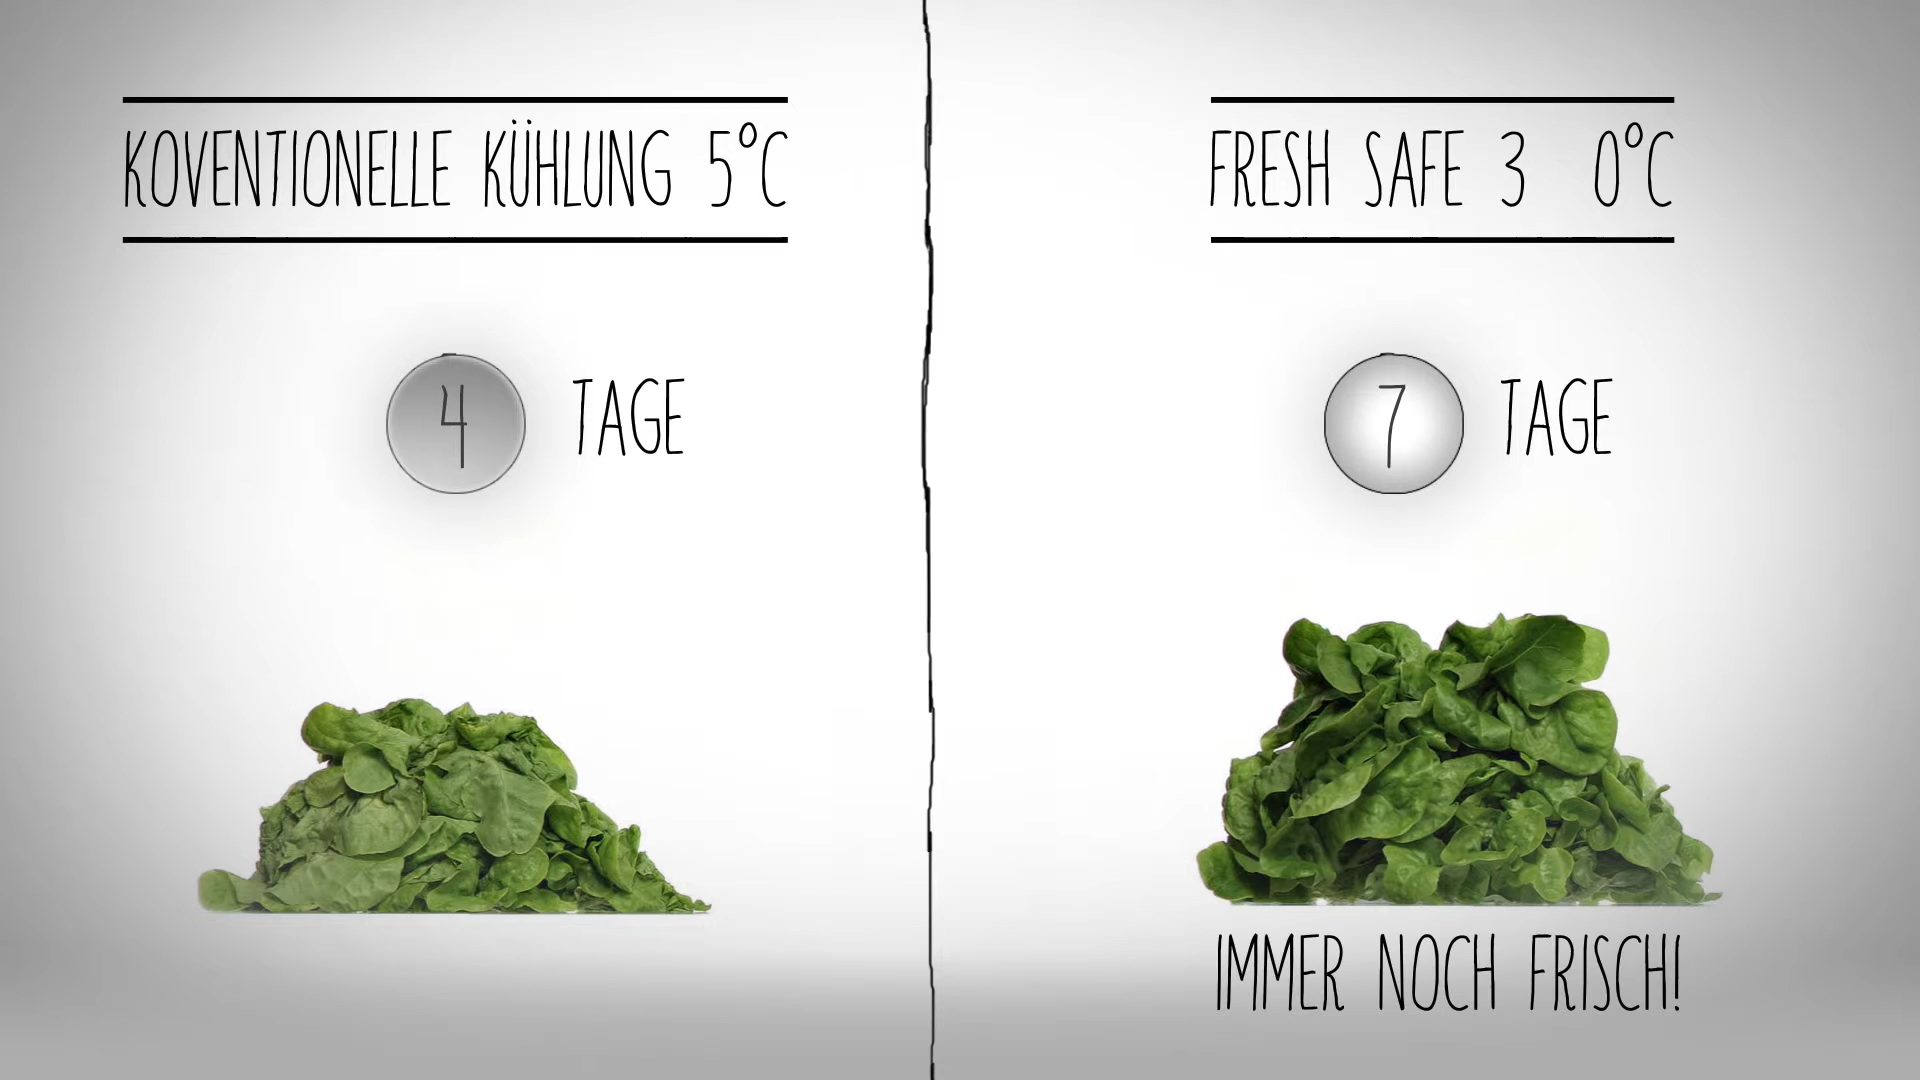 KOVENTIONELLE KÜHLUNG 5°C
4 TAGE
FRESH SAFE 3 0°C
7 TAGE
IMMER NOCH FRISCH!